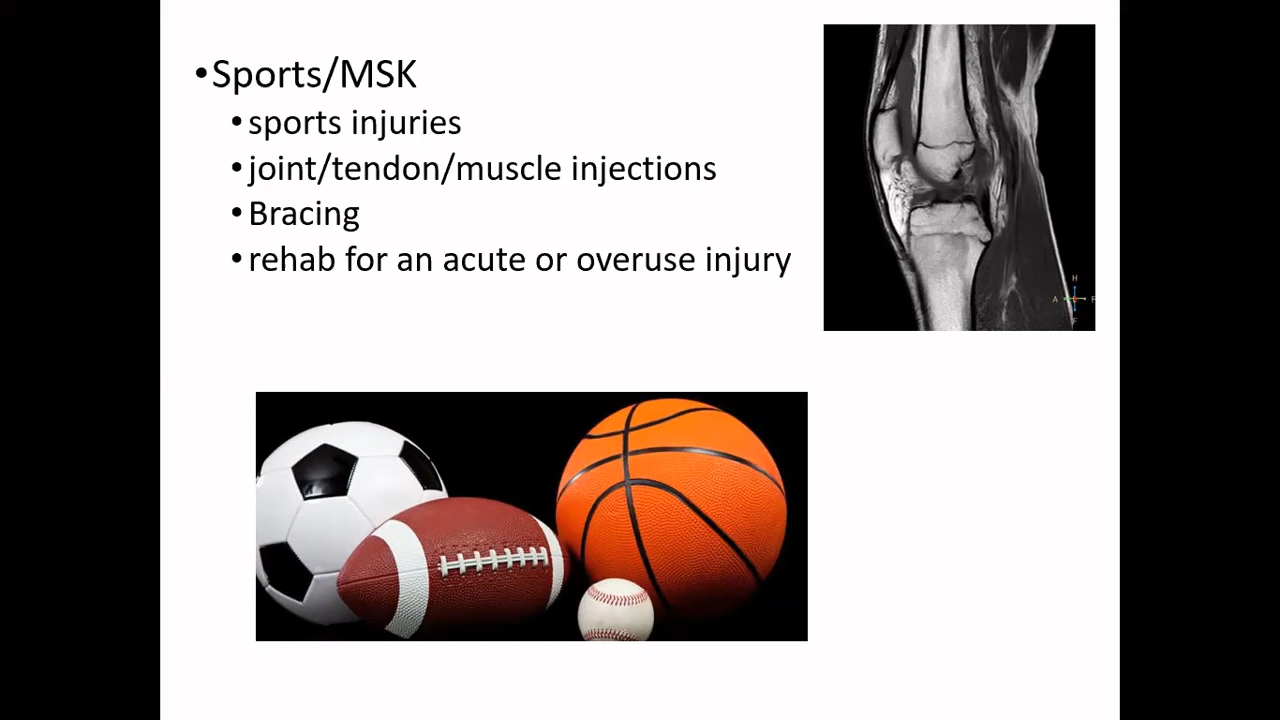 •Sports/MSK
•sports injuries
•joint/tendon/muscle injections
•Bracing
•rehab for an acute or overuse injury
H
A
F